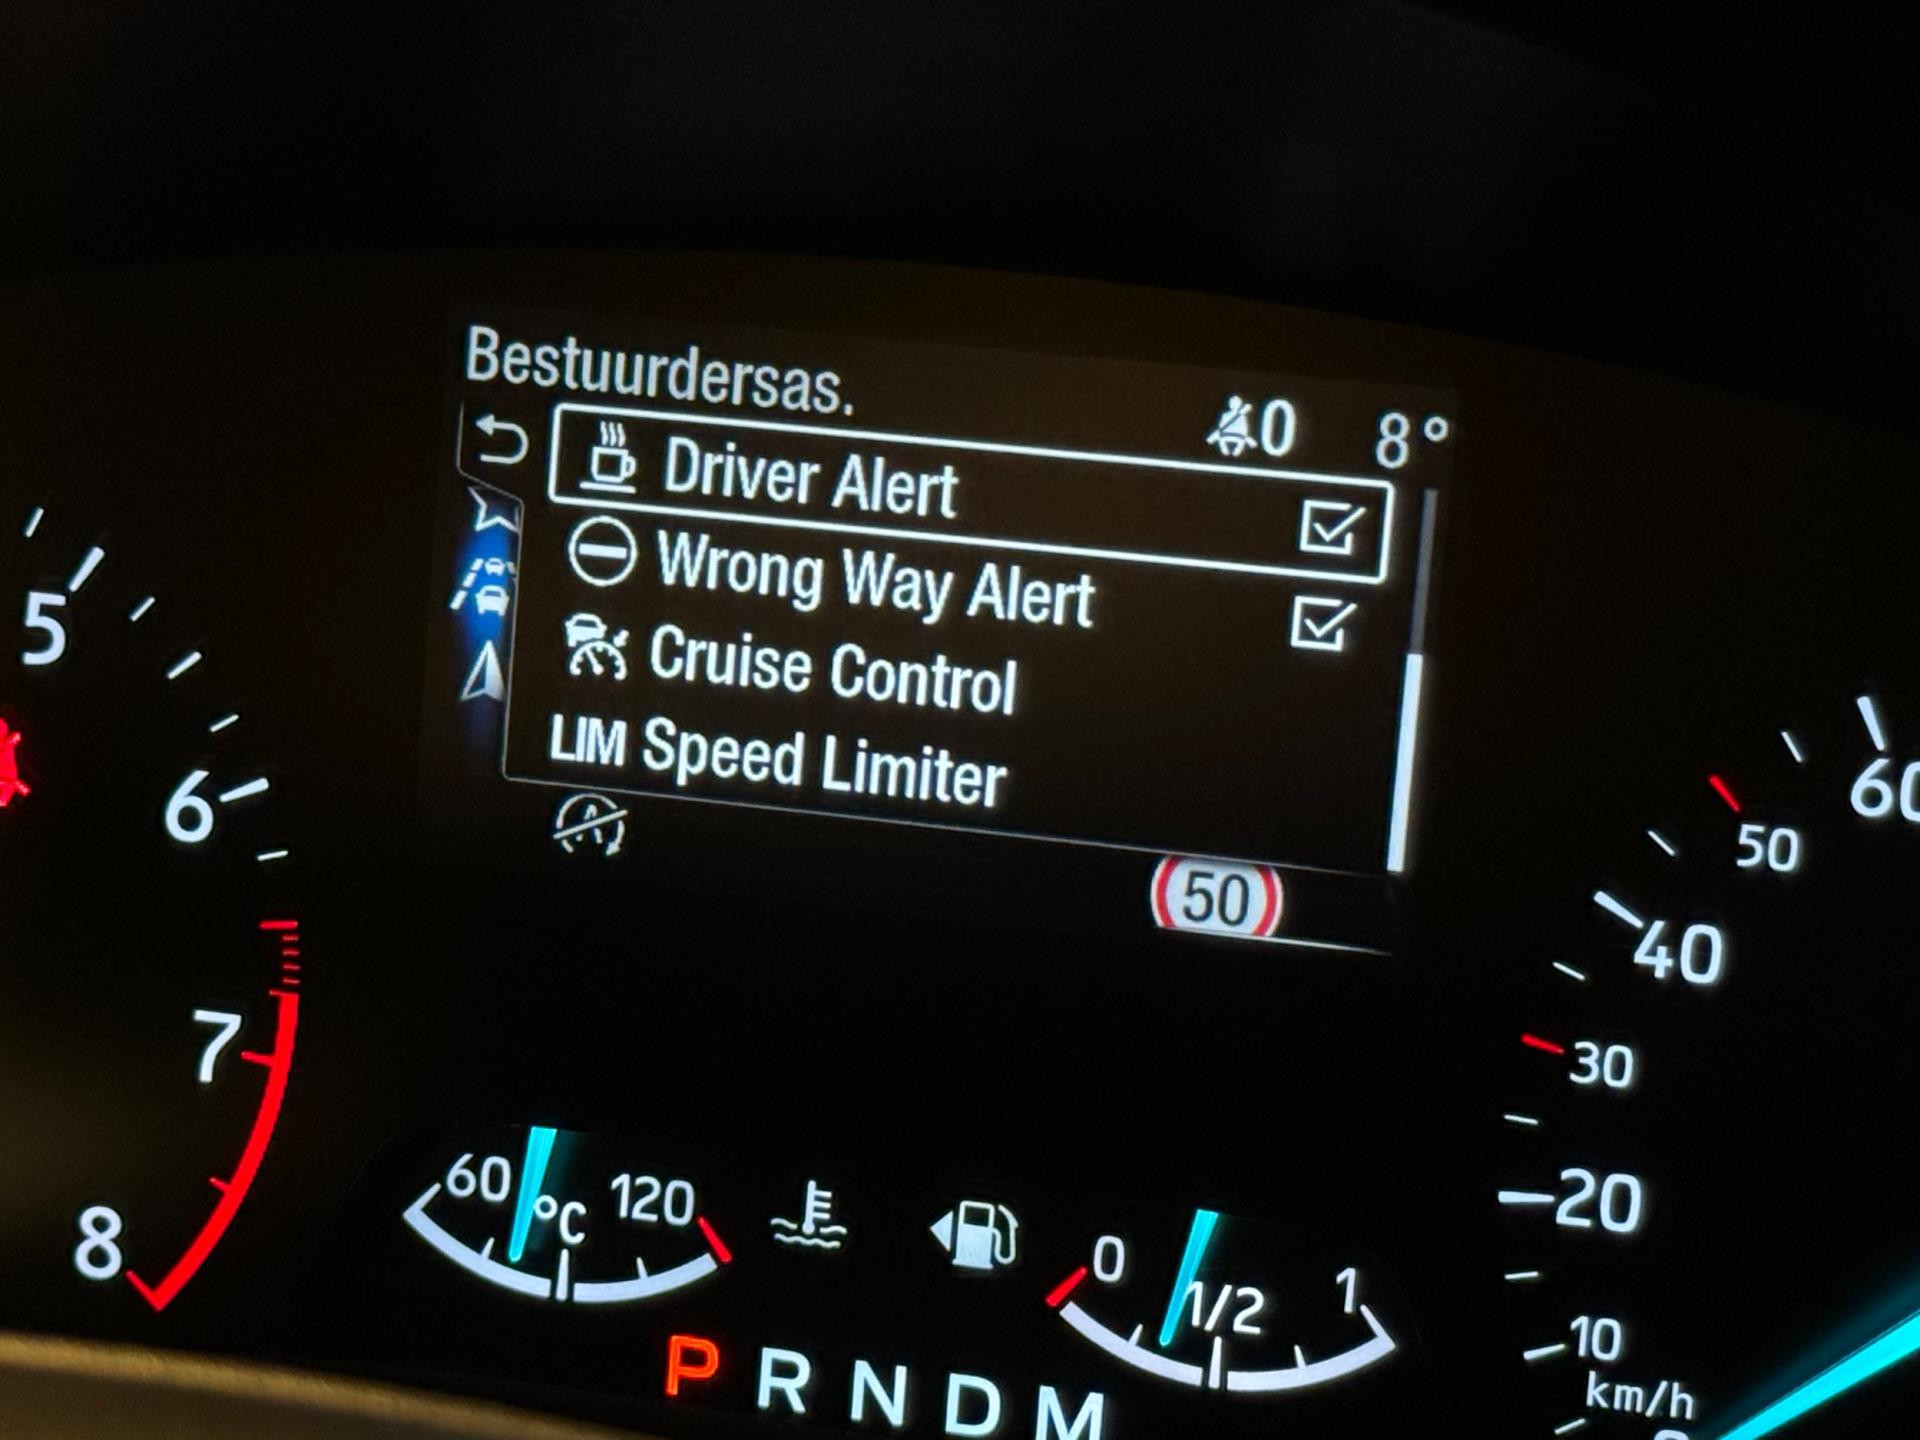 Bestuurdersas.
0 8°
Driver Alert
Wrong Way Alert
Cruise Control
LIM Speed Limiter
A
50
5
6
7
8
60
50
40
30
20
10
km/h
60 °C 120
0 1/2 1
P R N D M